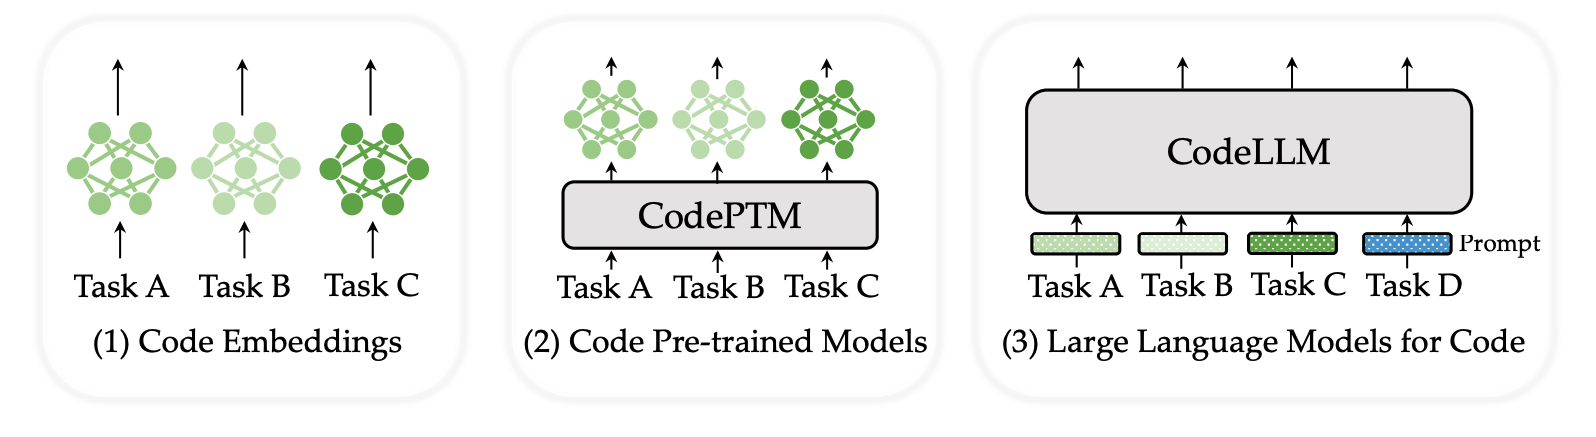 Task A Task B Task C
(1) Code Embeddings
CodePTM
Task A Task B Task C
(2) Code Pre-trained Models
CodeLLM
Prompt
Task A Task B Task C Task D
(3) Large Language Models for Code